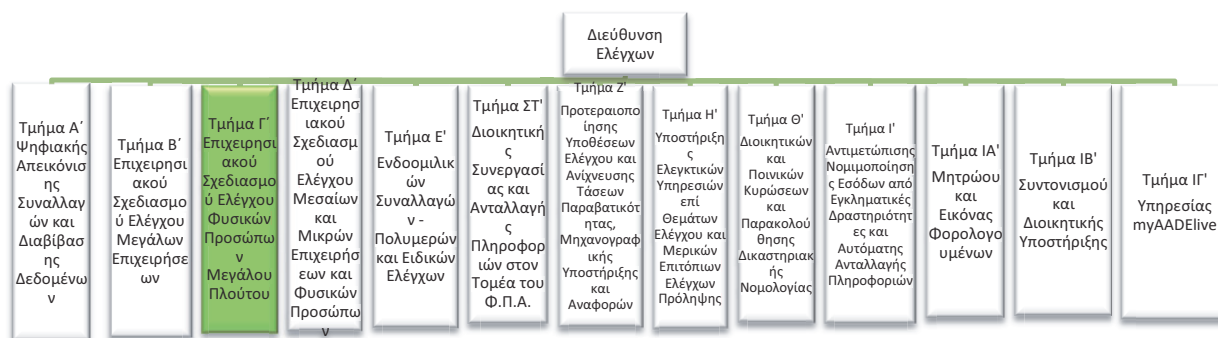 Διεύθυνση
Ελέγχων
Τμήμα Α΄
Ψηφιακής
Απεικόνισ
ης
Συναλλαγ
ών και
Διαβίβασ
ης
Δεδομένω
ν
Τμήμα Β΄
Επιχειρησι
ακού
Σχεδιασμο
ύ Ελέγχου
Μεγάλων
Επιχειρήσε
ων
Τμήμα Γ΄
Επιχειρησι
ακού
Σχεδιασμο
ύ Ελέγχου
Φυσικών
Προσώπω
ν
Μεγάλου
Πλούτου
Τμήμα Δ΄
Επιχειρησ
ιακού
Σχεδιασμ
ού
Ελέγχου
Μεσαίων
και
Μικρών
Επιχειρήσ
εων και
Φυσικών
Προσώπω
ν
Τμήμα Ε'
Ενδοομιλικ
ών
Συναλλαγών
-
Πολυμερών
και Ειδικών
Ελέγχων
Τμήμα ΣΤ'
Διοικητική
ς
Συνεργασ
ίας και
Ανταλλαγή
ς
Πληροφορ
ιών στον
Τομέα του
Φ.Π.Α.
Τμήμα Ζ'
Προτεραιοπο
ίησης
Υποθέσεων
Ελέγχου και
Ανίχνευσης
Τάσεων
Παραβατικότ
ητας,
Μηχανογραφ
ικής
Υποστήριξης
και
Αναφορών
Τμήμα Η'
Υποστήριξη
ς
Ελεγκτικών
Υπηρεσιών
επί
Θεμάτων
Ελέγχου και
Μερικών
Επιτόπιων
Ελέγχων
Πρόληψης
Τμήμα Θ'
Διοικητικών
και
Ποινικών
Κυρώσεων
και
Παρακολού
θησης
Δικαστηριακ
ής
Νομολογίας
Τμήμα Ι'
Αντιμετώπισης
Νομιμοποίηση
ς Εσόδων από
Εγκληματικές
Δραστηριότητ
ες και
Αυτόματης
Ανταλλαγής
Πληροφοριών
Τμήμα ΙΑ'
Μητρώου
και
Εικόνας
Φορολογο
υμένων
Τμήμα ΙΒ'
Συντονισμού
και
Διοικητικής
Υποστήριξης
Τμήμα ΙΓ'
Υπηρεσίας
myAADElive